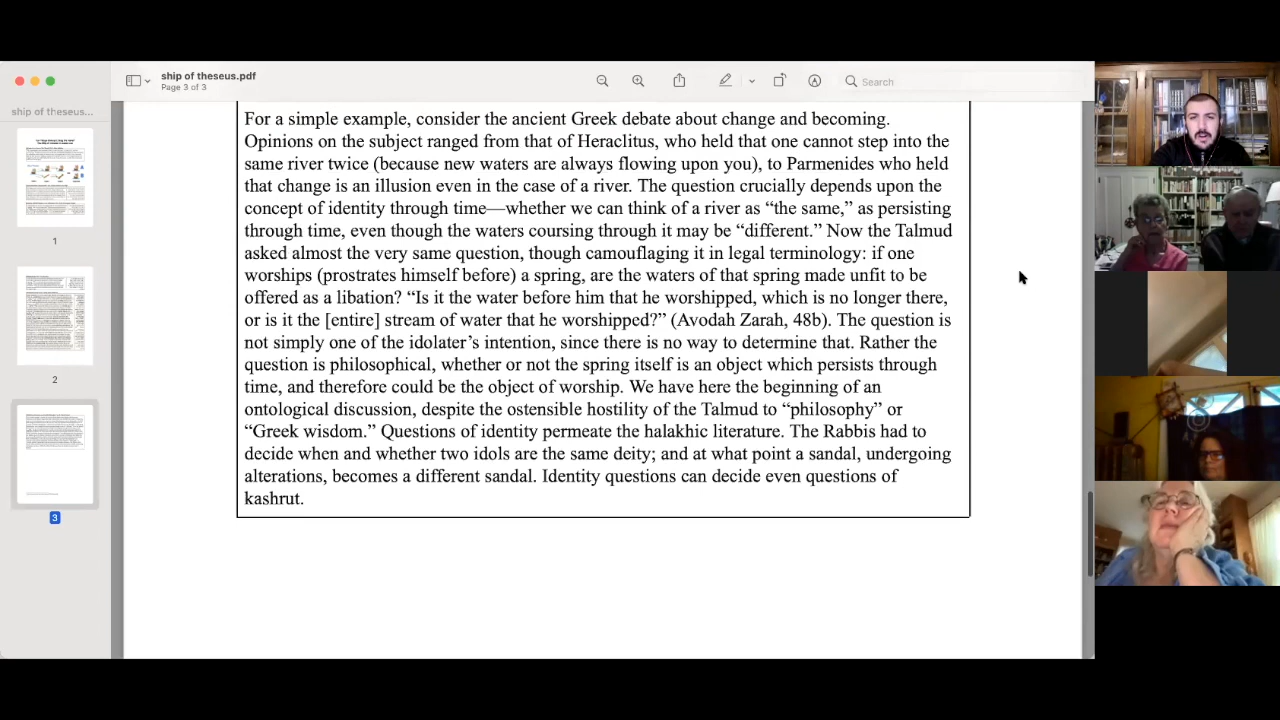 ship of theseus.pdf
Page 3 of 3
Search
ship of theseus...
1
2
3
For a simple example, consider the ancient Greek debate about change and becoming.
Opinions on the subject ranged from that of Heraclitus, who held that one cannot step into the
same river twice (because new waters are always flowing upon you) to Parmenides who held
that change is an illusion even in the case of a river. The question crucially depends upon the
concept of identity through time—whether we can think of a river as “the same,” as persisting
through time, even though the waters coursing through it may be “different.” Now the Talmud
asked almost the very same question, though camouflaging it in legal terminology: if one
worships (prostrates himself before) a spring, are the waters of the spring made unfit to be
offered as libation? “Is it the water before him that he worshipped, which is no longer there,
or is it the [entire] stream of water that he worshipped?” (Avodah Zarah, 48b) The question is
not simply one of the idolater’s intention, since there is no way to determine that. Rather the
question is philosophical, whether or not the spring itself is an object which persists through
time, and therefore could be the object of worship. We have here the beginning of an
ontological discussion, despite the ostensible hostility of the Talmud to “philosophy” or
“Greek wisdom.” Questions of identity permeate the halakhic literature. The Rabbis had to
decide when and whether two idols are the same deity; and at what point a sandal, undergoing
alterations, becomes a different sandal. Identity questions can decide even questions of
kashrut.